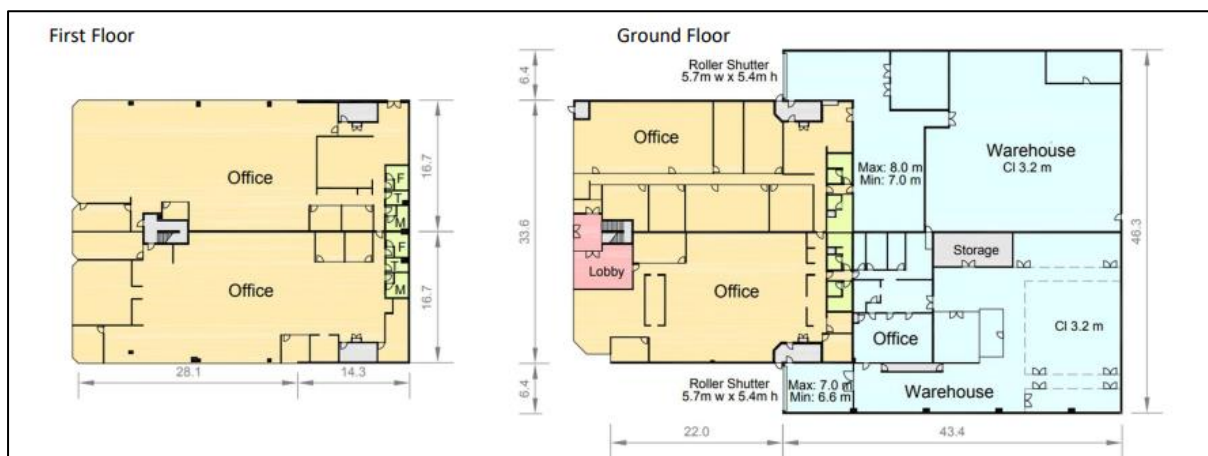 First Floor
Office
16.7
F
T
M
F
T
M
Office
16.7
28.1
14.3
Ground Floor
6.4
Roller Shutter
5.7m w x 5.4m h
Office
33.6
Lobby
Office
Warehouse
Cl 3.2 m
Max: 8.0 m
Min: 7.0 m
46.3
Storage
Cl 3.2 m
Office
6.4
Roller Shutter
5.7m w x 5.4m h
Max: 7.0 m
Min: 6.6 m
Warehouse
22.0
43.4